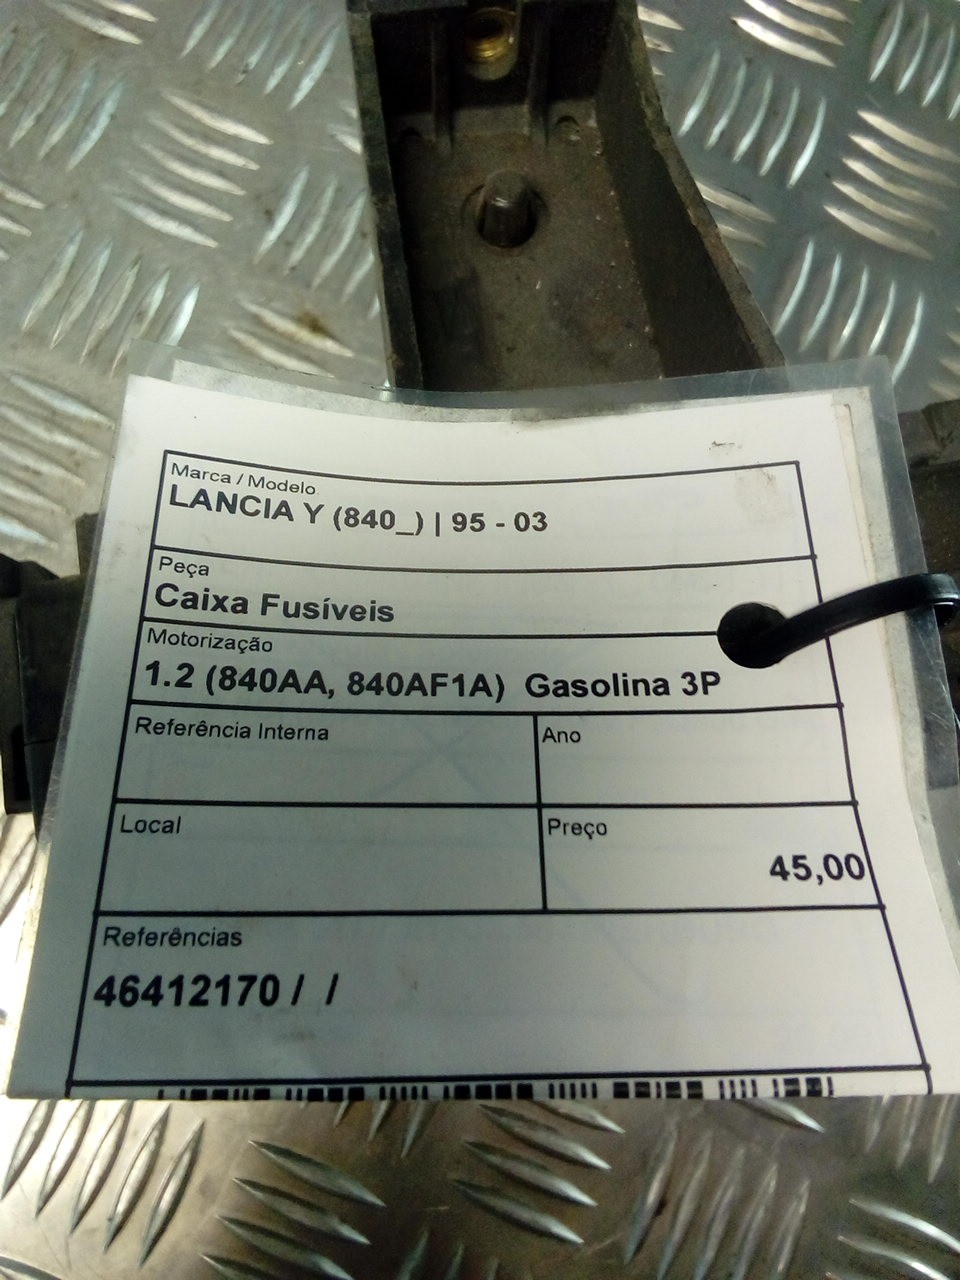 Marca / Modelo
LANCIA Y (840_) | 95 - 03
Peça
Caixa Fusíveis
Motorização
1.2 (840AA, 840AF1A)  Gasolina 3P
Referência Interna
Ano
Local
Preço
45,00
Referências
46412170 /  /